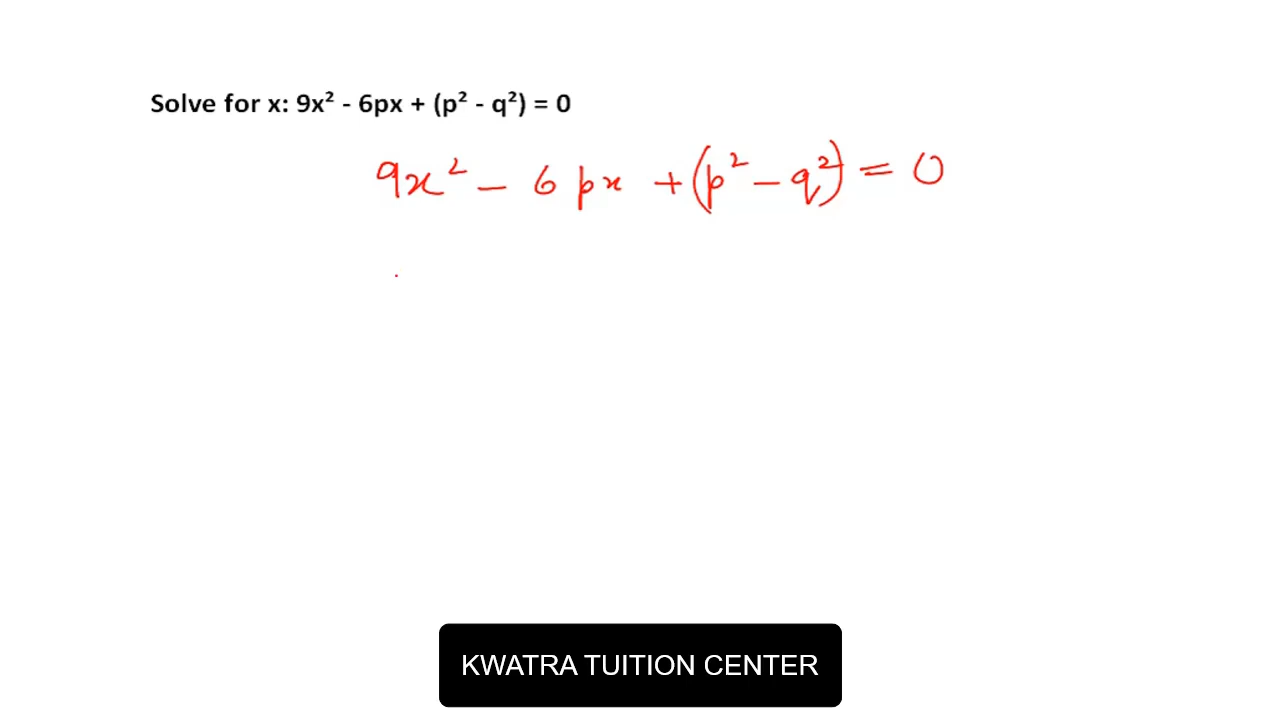 Solve for x: 9x² - 6px + (p² - q²) = 0
9x² - 6px + (p² - q²) = 0
KWATRA TUITION CENTER